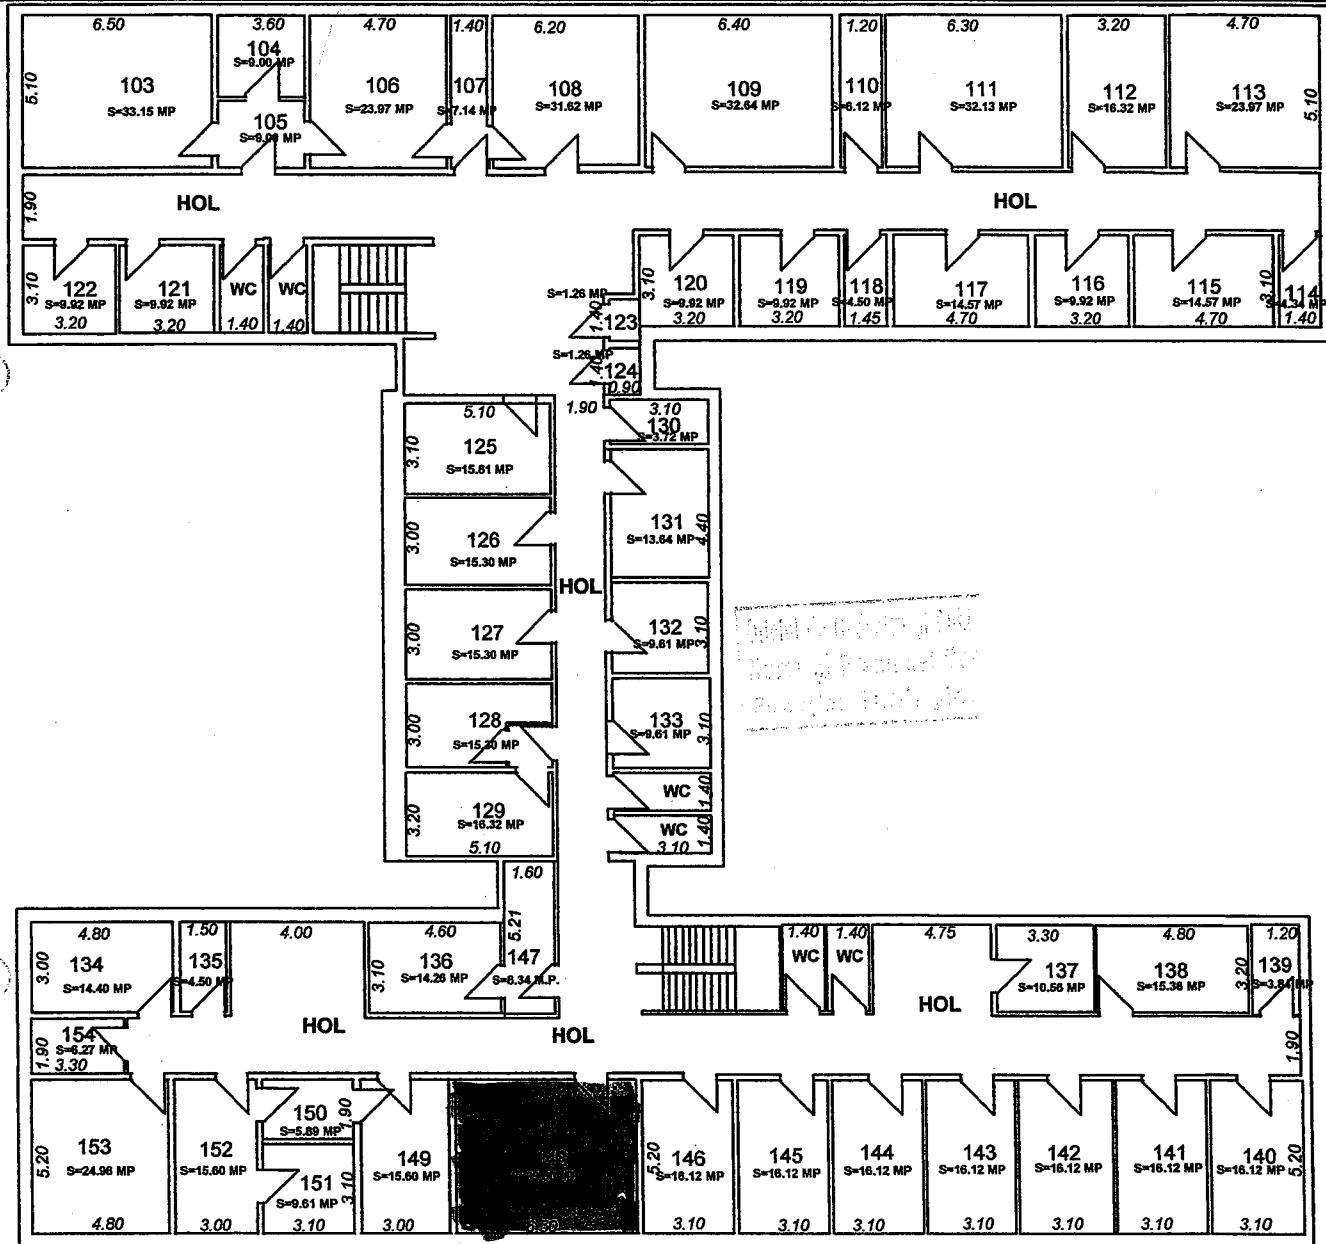 6.50 3.60 4.70 1.40 6.20 6.40 1.20 6.30 3.20 4.70
104
S=9.00 MP
103 106 107 108 109 110 111 112 113
S=33.15 MP S=23.97 MP S=7.14 MP S=31.62 MP S=32.64 MP S=6.12 MP S=32.13 MP S=16.32 MP S=23.97 MP
5.10 5.10
105
S=9.00 MP
1.90 HOL HOL
122 121 WC WC 120 119 118 117 116 115 114
S=9.92 MP S=9.92 MP S=9.92 MP S=9.92 MP S=4.50 MP S=14.57 MP S=9.92 MP S=14.57 MP S=4.34 MP
3.10 3.10 3.10
3.20 3.20 1.40 1.40 3.20 3.20 1.45 4.70 3.20 4.70 1.40
S=1.26 MP
1.40 123
S=1.26 MP
1.40 124
0.90
5.10 1.90 3.10
130
S=3.72 MP
3.10 125
S=15.81 MP
3.00 126
S=15.30 MP
131 4.40
S=13.64 MP
HOL
3.00 127
S=15.30 MP
132 3.10
S=9.61 MP
3.00 128
S=15.30 MP
133 3.10
S=9.61 MP
WC 1.40
3.20 129
S=16.32 MP
5.10
WC 1.40
3.10
1.60
5.21
4.80 1.50 4.00 4.60 1.40 1.40 4.75 3.30 4.80 1.20
3.00 134 135 3.10 136 147 WC WC 137 138 3.20 139
S=14.40 MP S=4.50 MP S=14.26 MP S=8.34 M.P. S=10.56 MP S=15.36 MP S=3.84 MP
HOL HOL HOL
154
S=6.27 MP
1.90 3.30 1.90
150 1.90
S=5.89 MP
5.20 153 152 149 5.20 146 145 144 143 142 141 140 5.20
S=24.96 MP S=15.60 MP S=15.60 MP S=16.12 MP S=16.12 MP S=16.12 MP S=16.12 MP S=16.12 MP S=16.12 MP S=16.12 MP
151 3.10
S=9.61 MP
4.80 3.00 3.10 3.00 3.10 3.10 3.10 3.10 3.10 3.10 3.10